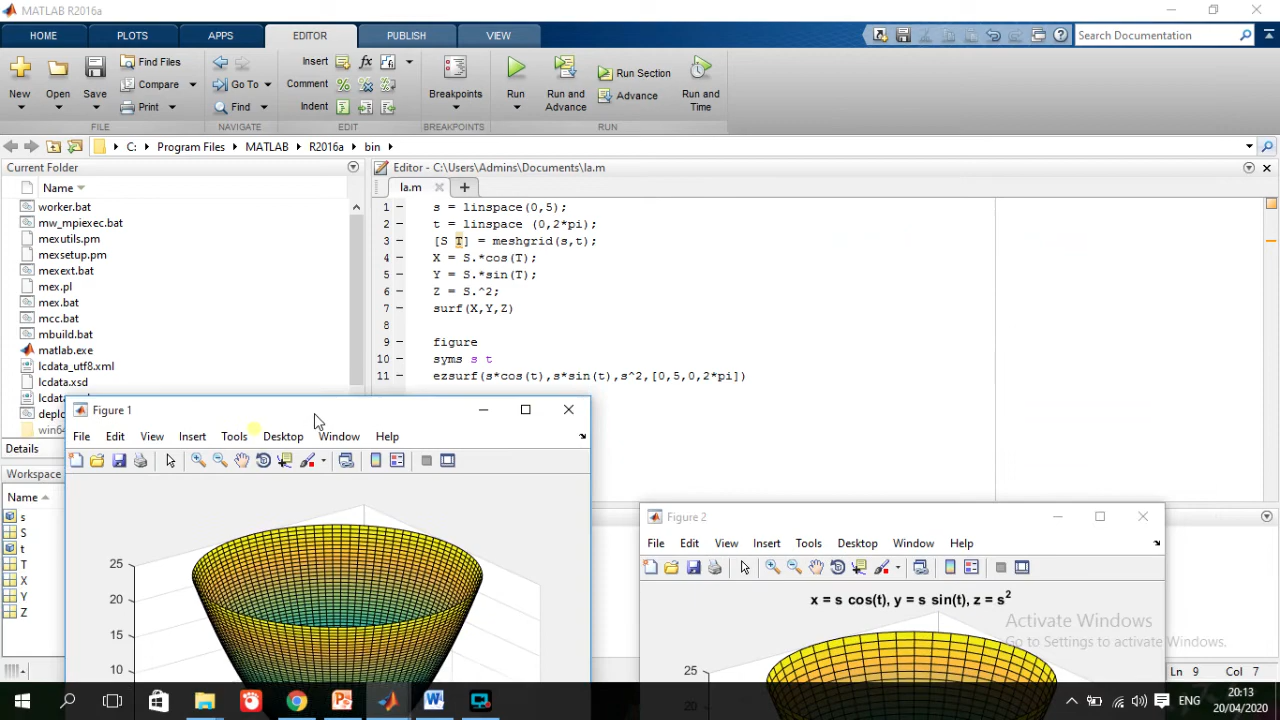 MATLAB R2016a
HOME PLOTS APPS EDITOR PUBLISH VIEW Search Documentation
Find Files Insert fx Run Section
New Open Save Compare Go To Comment Breakpoints Run Run and Advance Advance Run and Time
Print Find Indent
FILE NAVIGATE EDIT BREAKPOINTS RUN
C: Program Files MATLAB R2016a bin
Current Folder
Name
worker.bat
mw_mpiexec.bat
mexutils.pm
mexsetup.pm
mexext.bat
mex.pl
mex.bat
mcc.bat
mbuild.bat
matlab.exe
lcdata_utf8.xml
lcdata.xsd
lcdata
deplo
win64
Details
Workspace
Name
s
S
t
T
X
Y
Z
Editor - C:\Users\Admins\Documents\la.m
la.m
1 s = linspace(0,5);
2 t = linspace (0,2*pi);
3 [S T] = meshgrid(s,t);
4 X = S.*cos(T);
5 Y = S.*sin(T);
6 Z = S.^2;
7 surf(X,Y,Z)
8
9 figure
10 syms s t
11 ezsurf(s*cos(t),s*sin(t),s^2,[0,5,0,2*pi])
Figure 1
File Edit View Insert Tools Desktop Window Help
25
20
15
10
Figure 2
File Edit View Insert Tools Desktop Window Help
x = s cos(t), y = s sin(t), z = s²
25
20
Activate Windows
Go to Settings to activate Windows.
Ln 9 Col 7
ENG
20:13
20/04/2020